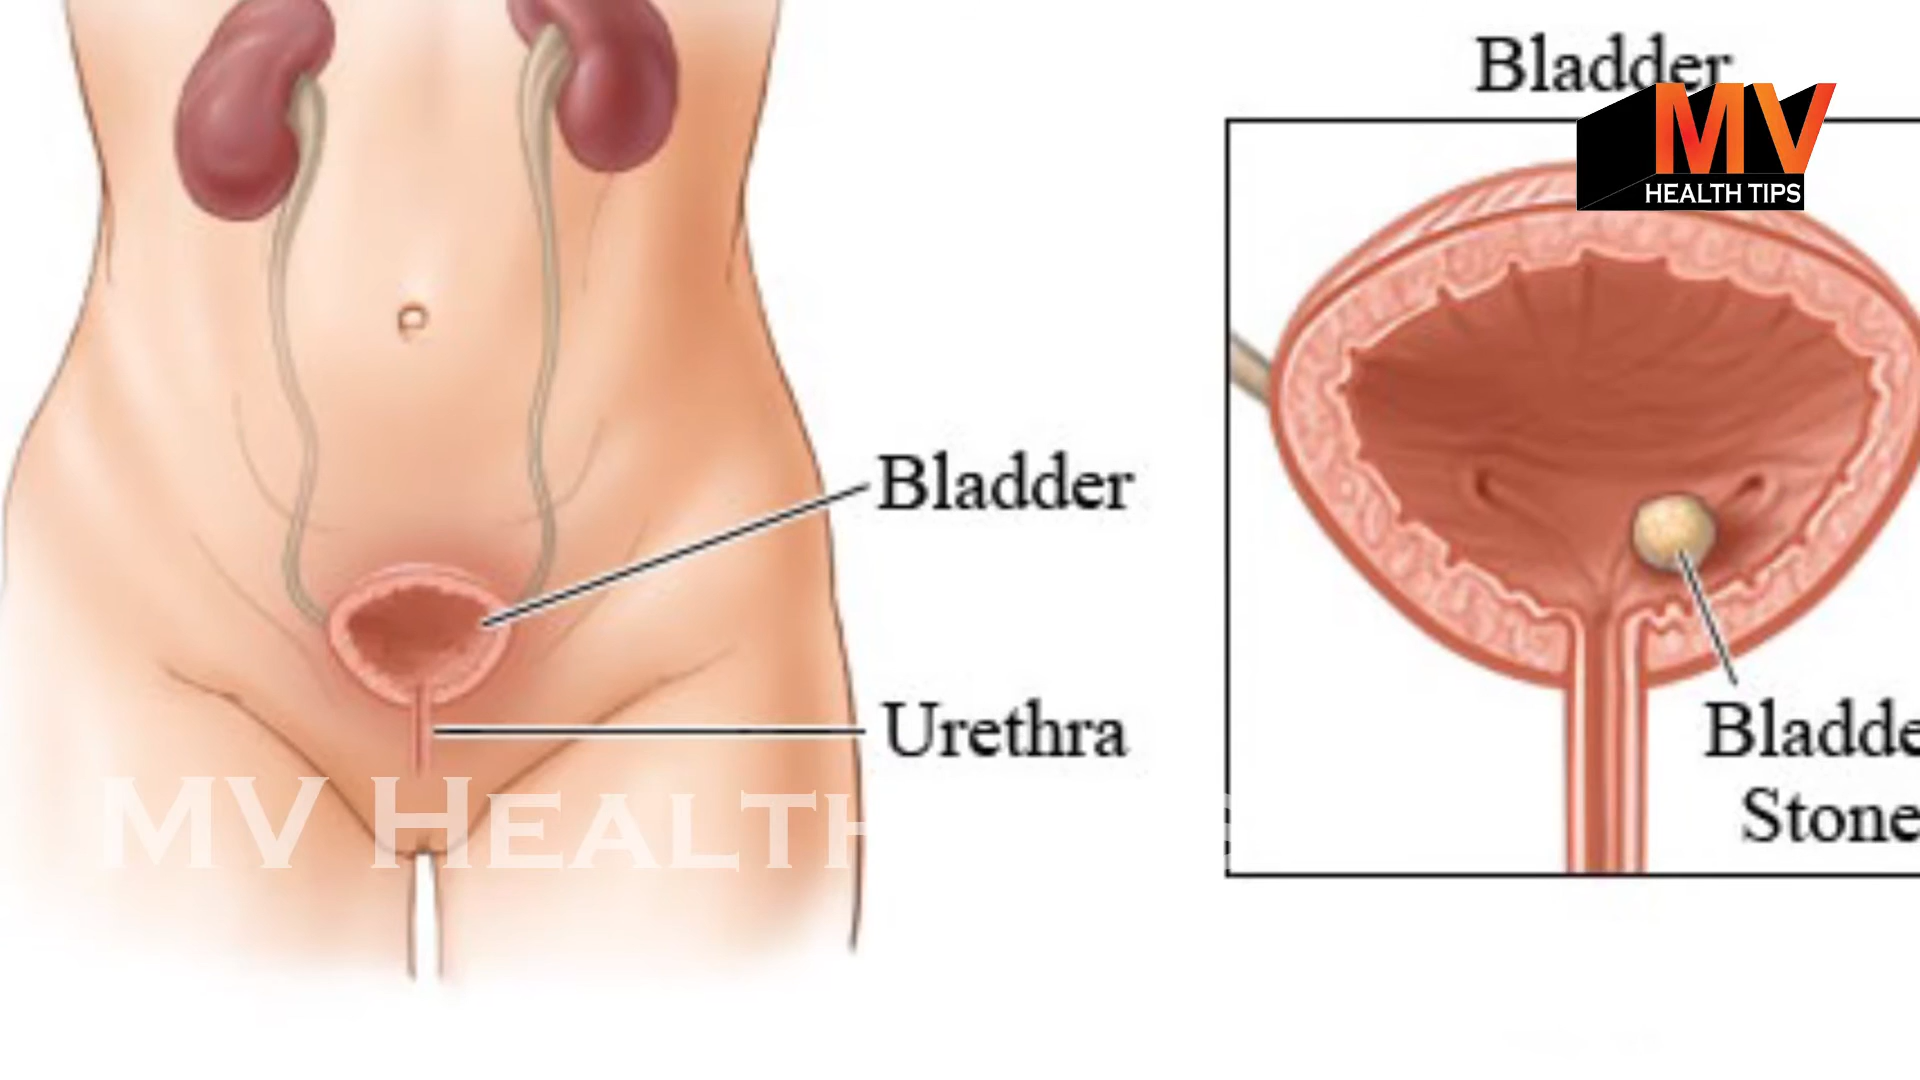 Bladder
MV
HEALTH TIPS
Bladder
Urethra
Bladde
Stone
MV HEALTH